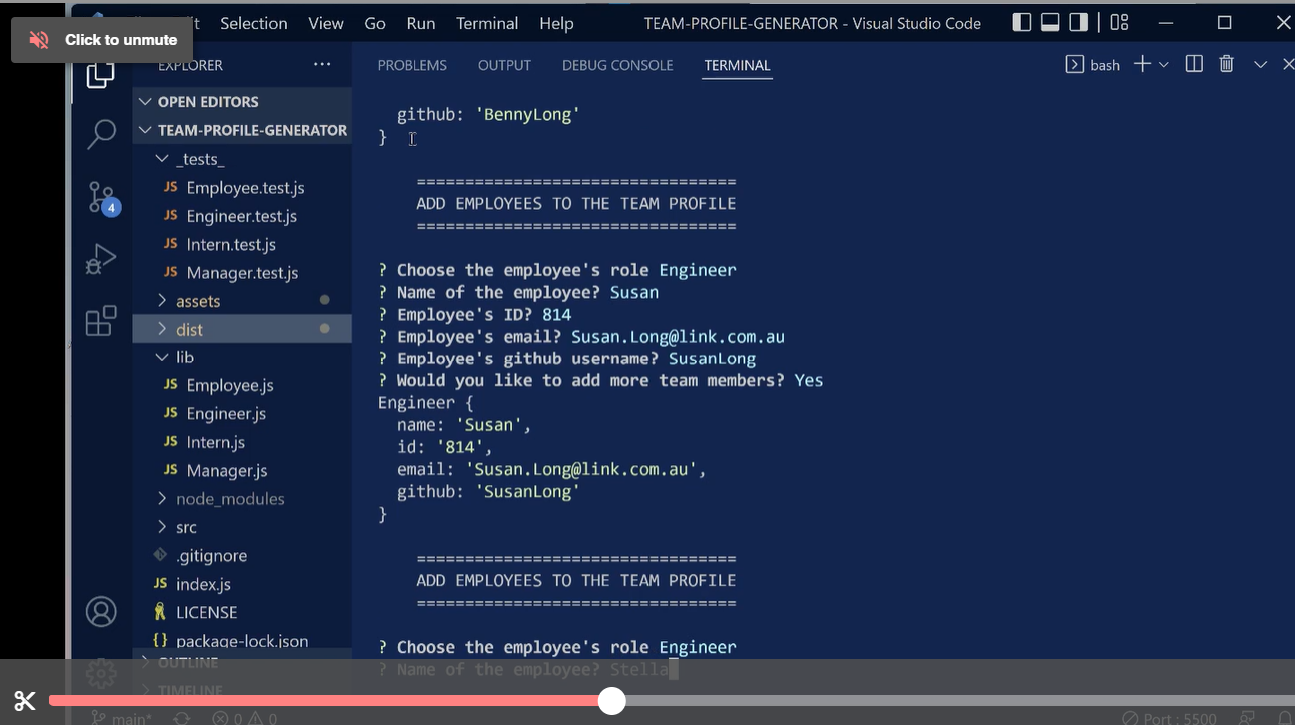 Click to unmute
Selection View Go Run Terminal Help
TEAM-PROFILE-GENERATOR - Visual Studio Code
EXPLORER
OPEN EDITORS
TEAM-PROFILE-GENERATOR
_tests_
JS Employee.test.js
JS Engineer.test.js
JS Intern.test.js
JS Manager.test.js
assets
dist
lib
JS Employee.js
JS Engineer.js
JS Intern.js
JS Manager.js
node_modules
src
.gitignore
JS index.js
LICENSE
{} package-lock.json
OUTLINE
TIMELINE
4
PROBLEMS OUTPUT DEBUG CONSOLE TERMINAL
bash
github: 'BennyLong'
}
=================================
ADD EMPLOYEES TO THE TEAM PROFILE
=================================
? Choose the employee's role Engineer
? Name of the employee? Susan
? Employee's ID? 814
? Employee's email? Susan.Long@link.com.au
? Employee's github username? SusanLong
? Would you like to add more team members? Yes
Engineer {
name: 'Susan',
id: '814',
email: 'Susan.Long@link.com.au',
github: 'SusanLong'
}
=================================
ADD EMPLOYEES TO THE TEAM PROFILE
=================================
? Choose the employee's role Engineer
? Name of the employee? Stella
main* 0 0
Port : 5500